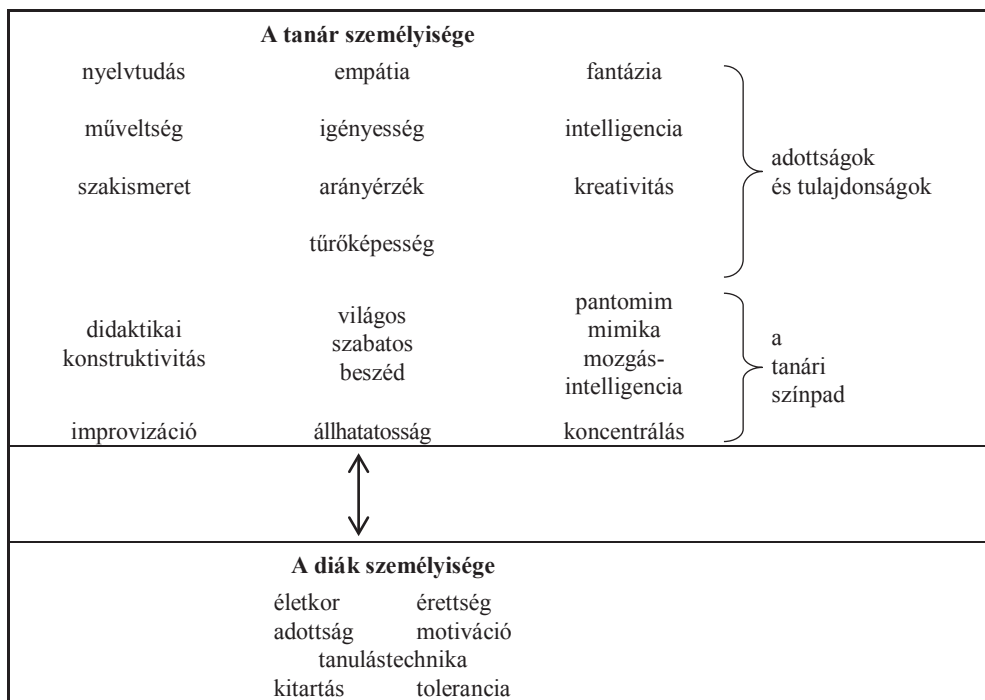 A tanár személyisége
nyelvtudás empátia fantázia
műveltség igényesség intelligencia
szakismeret arányérzék kreativitás
tűrőképesség
adottságok
és tulajdonságok
didaktikai
konstruktivitás
világos
szabatos
beszéd
pantomim
mimika
mozgás-
intelligencia
improvizáció állhatatosság koncentrálás
a
tanári
színpad
A diák személyisége
életkor érettség
adottság motiváció
tanulástechnika
kitartás tolerancia